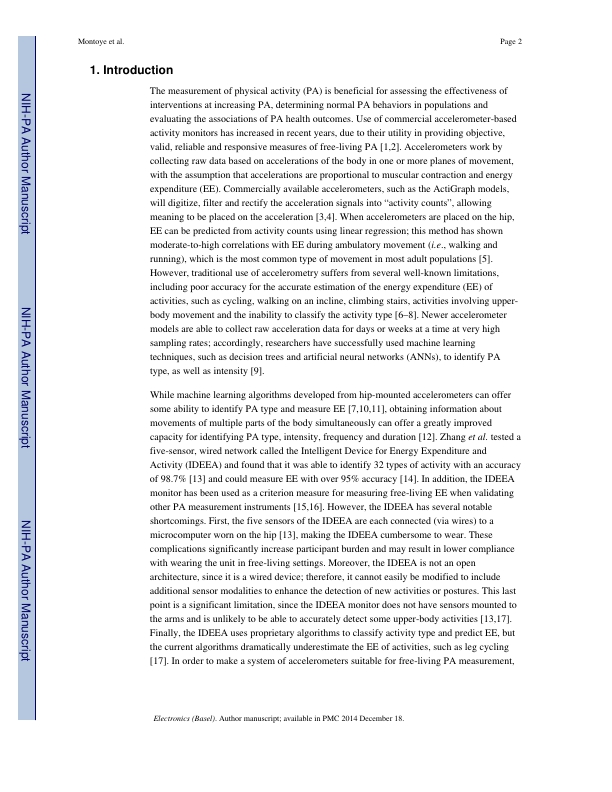 Montoye et al.
Page 2
1. Introduction
The measurement of physical activity (PA) is beneficial for assessing the effectiveness of
interventions at increasing PA, determining normal PA behaviors in populations and
evaluating the associations of PA health outcomes. Use of commercial accelerometer-based
activity monitors has increased in recent years, due to their utility in providing objective,
valid, reliable and responsive measures of free-living PA [1,2]. Accelerometers work by
collecting raw data based on accelerations of the body in one or more planes of movement,
with the assumption that accelerations are proportional to muscular contraction and energy
expenditure (EE). Commercially available accelerometers, such as the ActiGraph models,
will digitize, filter and rectify the acceleration signals into “activity counts”, allowing
meaning to be placed on the acceleration [3,4]. When accelerometers are placed on the hip,
EE can be predicted from activity counts using linear regression; this method has shown
moderate-to-high correlations with EE during ambulatory movement (i.e., walking and
running), which is the most common type of movement in most adult populations [5].
However, traditional use of accelerometry suffers from several well-known limitations,
including poor accuracy for the accurate estimation of the energy expenditure (EE) of
activities, such as cycling, walking on an incline, climbing stairs, activities involving upper-
body movement and the inability to classify the activity type [6–8]. Newer accelerometer
models are able to collect raw acceleration data for days or weeks at a time at very high
sampling rates; accordingly, researchers have successfully used machine learning
techniques, such as decision trees and artificial neural networks (ANNs), to identify PA
type, as well as intensity [9].
While machine learning algorithms developed from hip-mounted accelerometers can offer
some ability to identify PA type and measure EE [7,10,11], obtaining information about
movements of multiple parts of the body simultaneously can offer a greatly improved
capacity for identifying PA type, intensity, frequency and duration [12]. Zhang et al. tested a
five-sensor, wired network called the Intelligent Device for Energy Expenditure and
Activity (IDEEA) and found that it was able to identify 32 types of activity with an accuracy
of 98.7% [13] and could measure EE with over 95% accuracy [14]. In addition, the IDEEA
monitor has been used as a criterion measure for measuring free-living EE when validating
other PA measurement instruments [15,16]. However, the IDEEA has several notable
shortcomings. First, the five sensors of the IDEEA are each connected (via wires) to a
microcomputer worn on the hip [13], making the IDEEA cumbersome to wear. These
complications significantly increase participant burden and may result in lower compliance
with wearing the unit in free-living settings. Moreover, the IDEEA is not an open
architecture, since it is a wired device; therefore, it cannot easily be modified to include
additional sensor modalities to enhance the detection of new activities or postures. This last
point is a significant limitation, since the IDEEA monitor does not have sensors mounted to
the arms and is unlikely to be able to accurately detect some upper-body activities [13,17].
Finally, the IDEEA uses proprietary algorithms to classify activity type and predict EE, but
the current algorithms dramatically underestimate the EE of activities, such as leg cycling
[17]. In order to make a system of accelerometers suitable for free-living PA measurement,
Electronics (Basel). Author manuscript; available in PMC 2014 December 18.
NIH-PA Author Manuscript
NIH-PA Author Manuscript
NIH-PA Author Manuscript